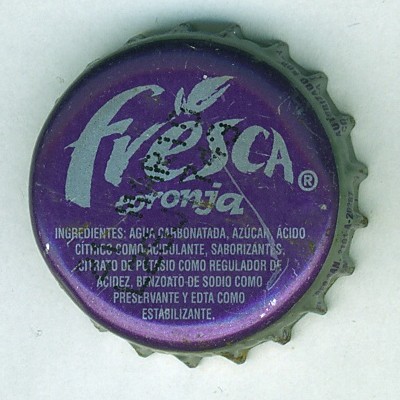 fresca®
toronja
INGREDIENTES: AGUA CARBONATADA, AZÚCAR, ÁCIDO
CÍTRICO COMO ACIDULANTE, SABORIZANTES,
CITRATO DE POTASIO COMO REGULADOR DE
ACIDEZ, BENZOATO DE SODIO COMO
PRESERVANTE Y EDTA COMO
ESTABILIZANTE.